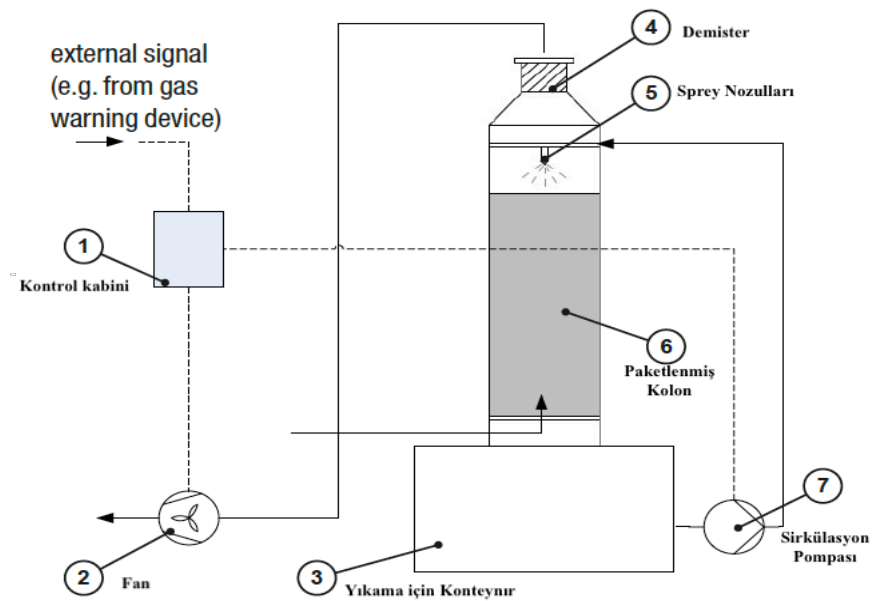 external signal
(e.g. from gas
warning device)
4
Demister
5
Sprey Nozulları
1
Kontrol kabini
6
Paketlenmiş
Kolon
7
Sirkülasyon
Pompası
2
Fan
3
Yıkama için Konteynır